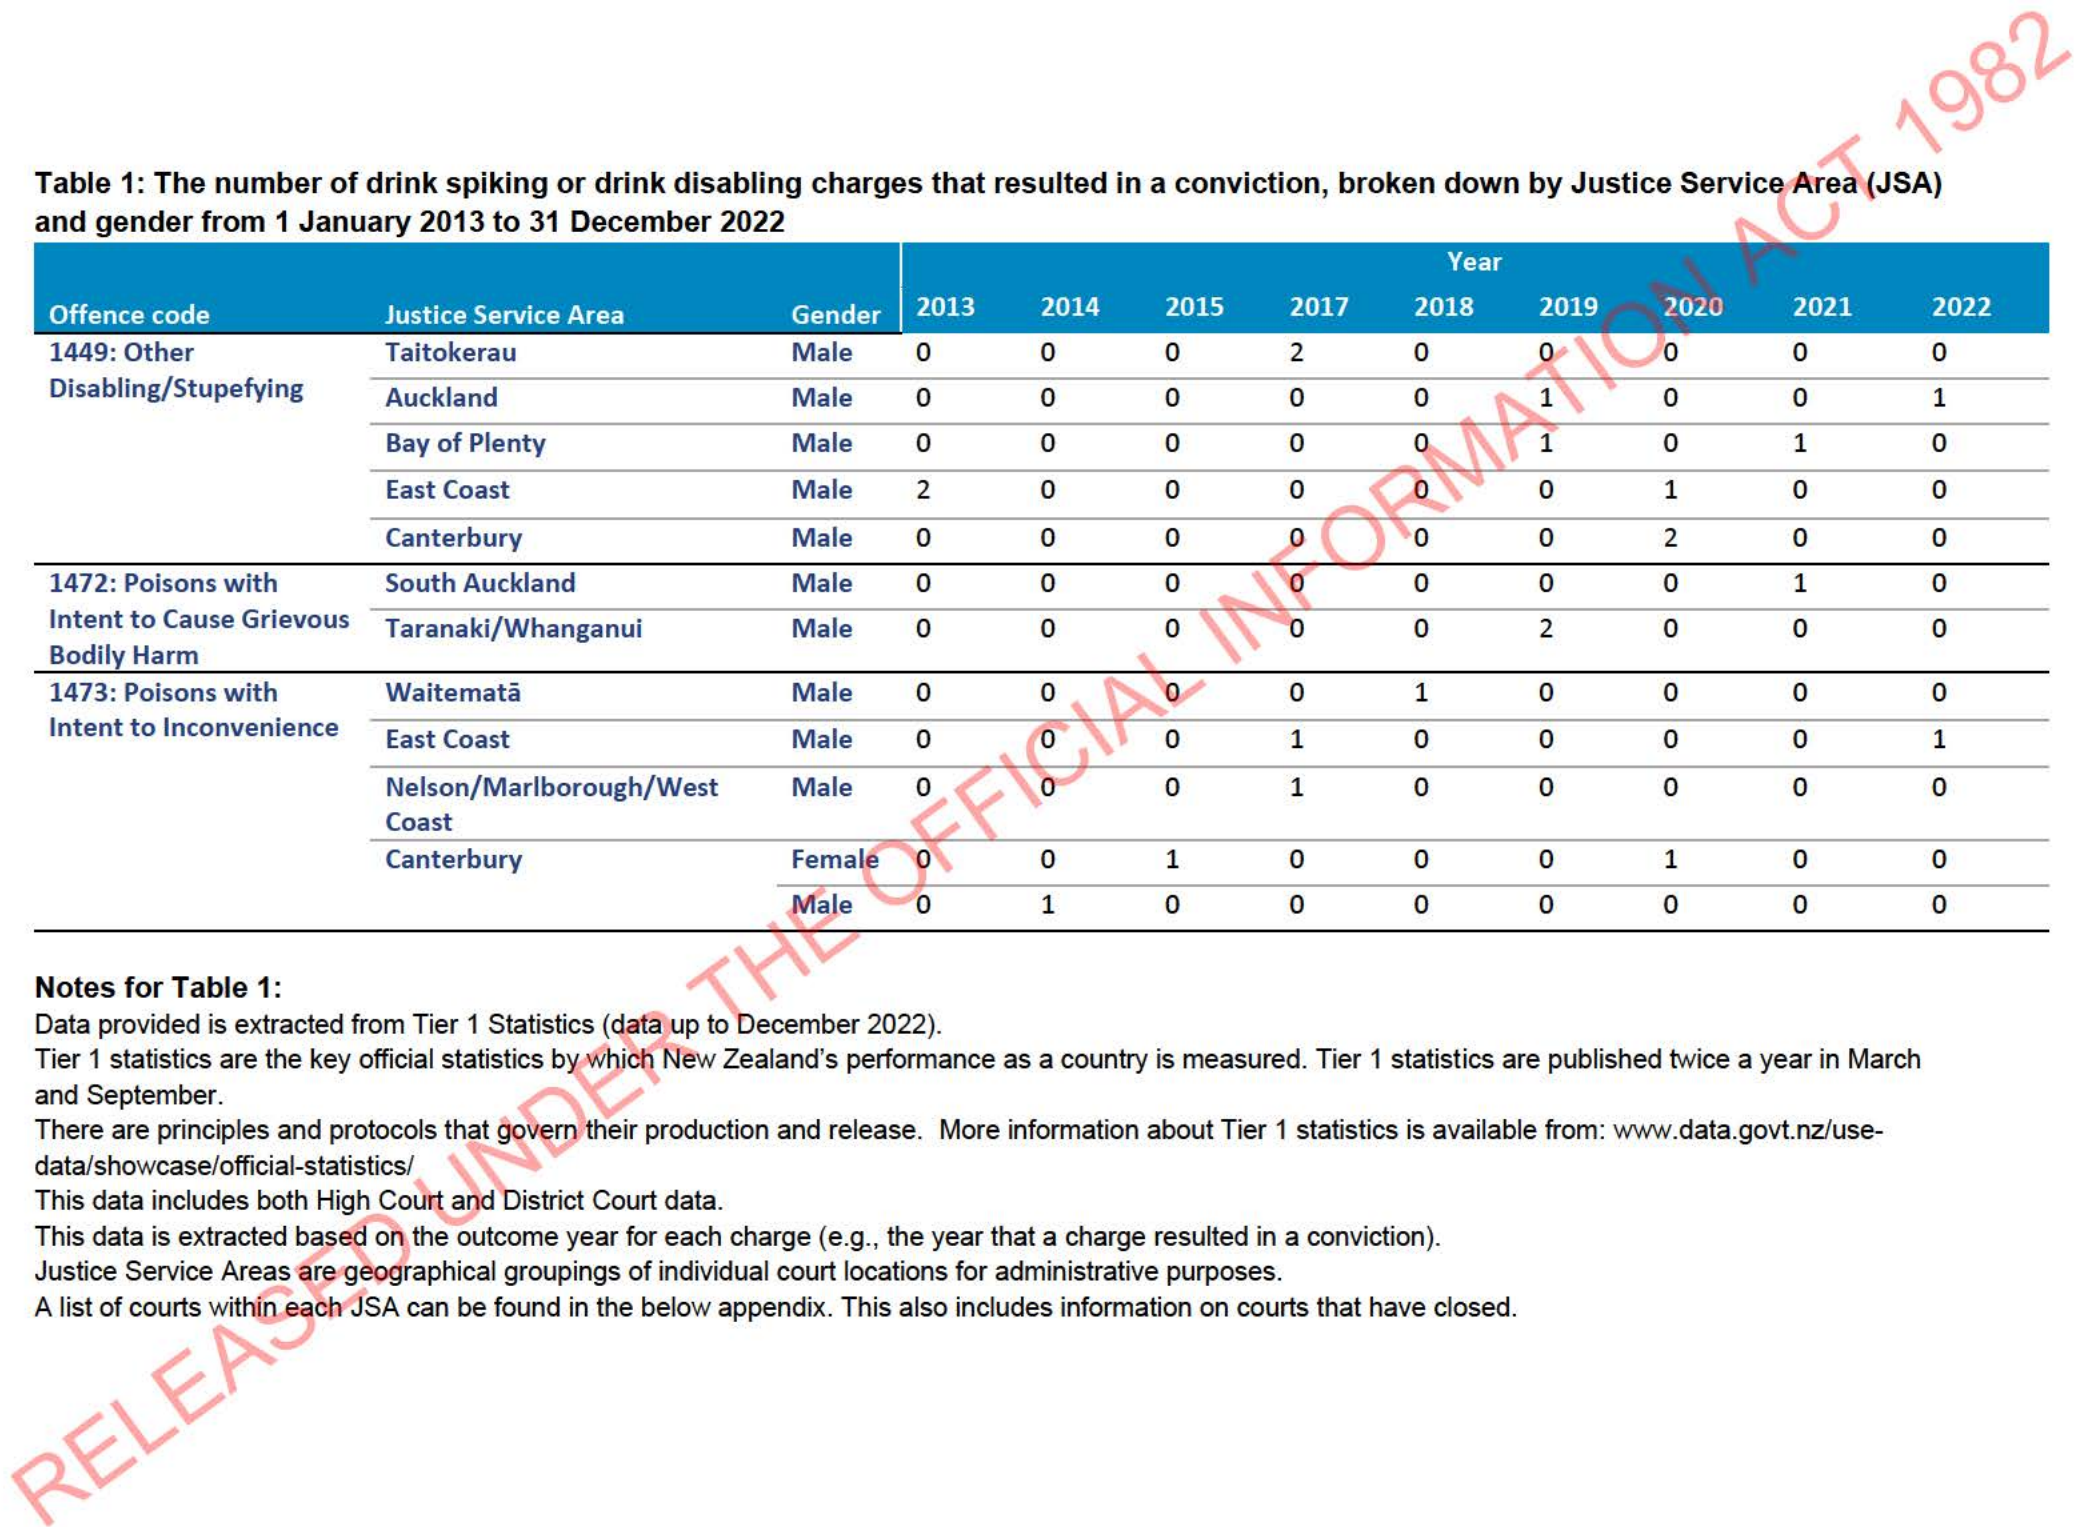 RELEASED UNDER THE OFFICIAL INFORMATION ACT 1982
Table 1: The number of drink spiking or drink disabling charges that resulted in a conviction, broken down by Justice Service Area (JSA)
and gender from 1 January 2013 to 31 December 2022
Year
Offence code Justice Service Area Gender 2013 2014 2015 2017 2018 2019 2020 2021 2022
1449: Other Taitokerau Male 0 0 0 2 0 0 0 0 0
Disabling/Stupefying Auckland Male 0 0 0 0 0 1 0 0 1
Bay of Plenty Male 0 0 0 0 0 1 0 1 0
East Coast Male 2 0 0 0 0 0 1 0 0
Canterbury Male 0 0 0 0 0 0 2 0 0
1472: Poisons with South Auckland Male 0 0 0 0 0 0 0 1 0
Intent to Cause Grievous Taranaki/Whanganui Male 0 0 0 0 0 2 0 0 0
Bodily Harm
1473: Poisons with Waitematā Male 0 0 0 0 1 0 0 0 0
Intent to Inconvenience East Coast Male 0 0 0 1 0 0 0 0 1
Nelson/Marlborough/West Male 0 0 0 1 0 0 0 0 0
Coast
Canterbury Female 0 0 1 0 0 0 1 0 0
Male 0 1 0 0 0 0 0 0 0
Notes for Table 1:
Data provided is extracted from Tier 1 Statistics (data up to December 2022).
Tier 1 statistics are the key official statistics by which New Zealand's performance as a country is measured. Tier 1 statistics are published twice a year in March
and September.
There are principles and protocols that govern their production and release.  More information about Tier 1 statistics is available from: www.data.govt.nz/use-
data/showcase/official-statistics/
This data includes both High Court and District Court data.
This data is extracted based on the outcome year for each charge (e.g., the year that a charge resulted in a conviction).
Justice Service Areas are geographical groupings of individual court locations for administrative purposes.
A list of courts within each JSA can be found in the below appendix. This also includes information on courts that have closed.